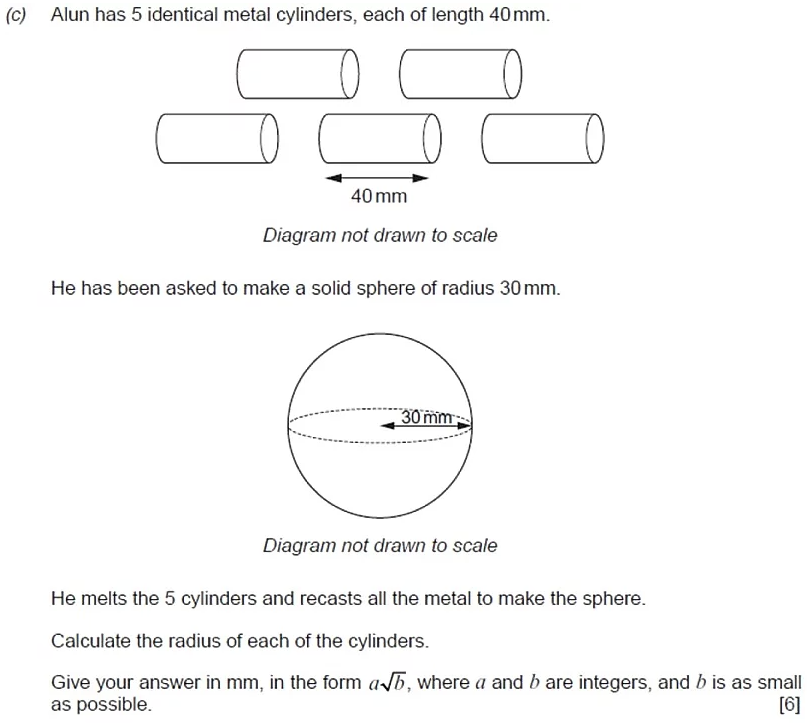 (c) Alun has 5 identical metal cylinders, each of length 40 mm.
40 mm
Diagram not drawn to scale
He has been asked to make a solid sphere of radius 30 mm.
30 mm
Diagram not drawn to scale
He melts the 5 cylinders and recasts all the metal to make the sphere.
Calculate the radius of each of the cylinders.
Give your answer in mm, in the form a√b, where a and b are integers, and b is as small
as possible. [6]